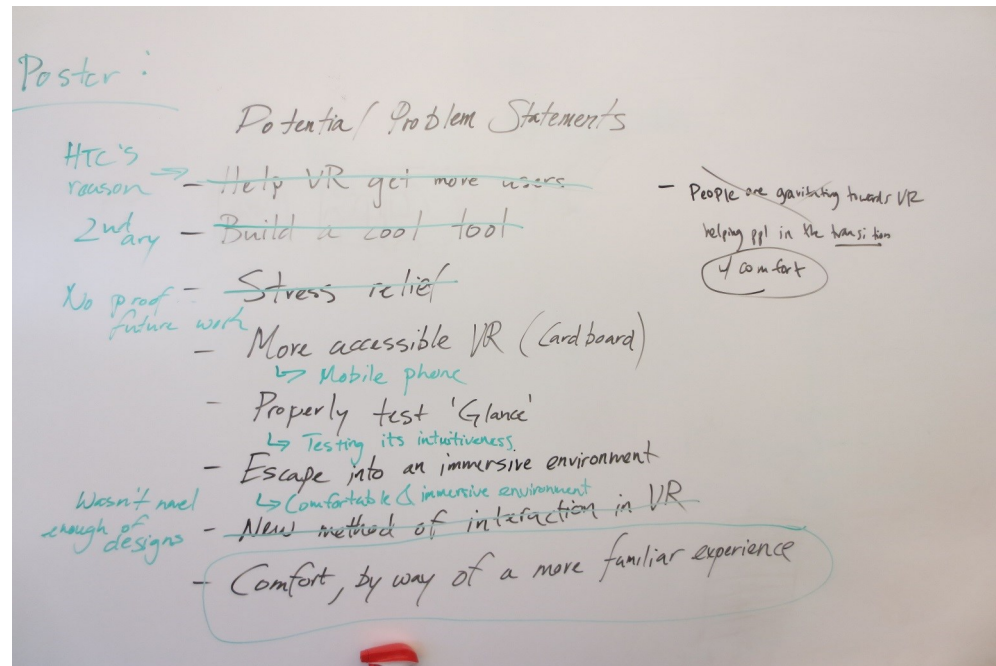 Poster :
Potential Problem Statements
HTC's
reason → - Help VR get more users
2nd ary - Build a cool tool
- Stress relief
No proof
future work
- More accessible VR (Cardboard)
↳ Mobile phone
- Properly test 'Glance'
↳ Testing its intuitiveness
- Escape into an immersive environment
↳ Comfortable & immersive environment
Wasn't novel
enough of
designs
- New method of interaction in VR
- Comfort, by way of a more familiar experience
- People are gravitating towards VR
helping ppl in the transition
w/ comfort